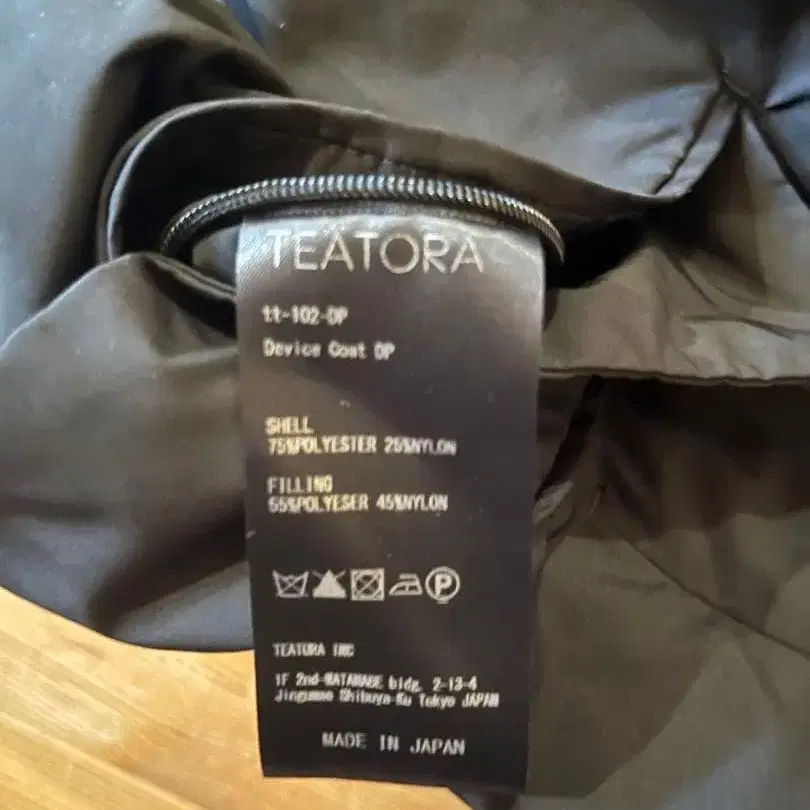 TEATORA
tt-102-DP
Device Coat DP
SHELL
75%POLYESTER 25%NYLON
FILLING
55%POLYESER 45%NYLON
P
TEATORA INC
1F 2nd-WATANABE bldg. 2-13-4
Jingumae Shibuya-Ku Tokyo JAPAN
MADE IN JAPAN